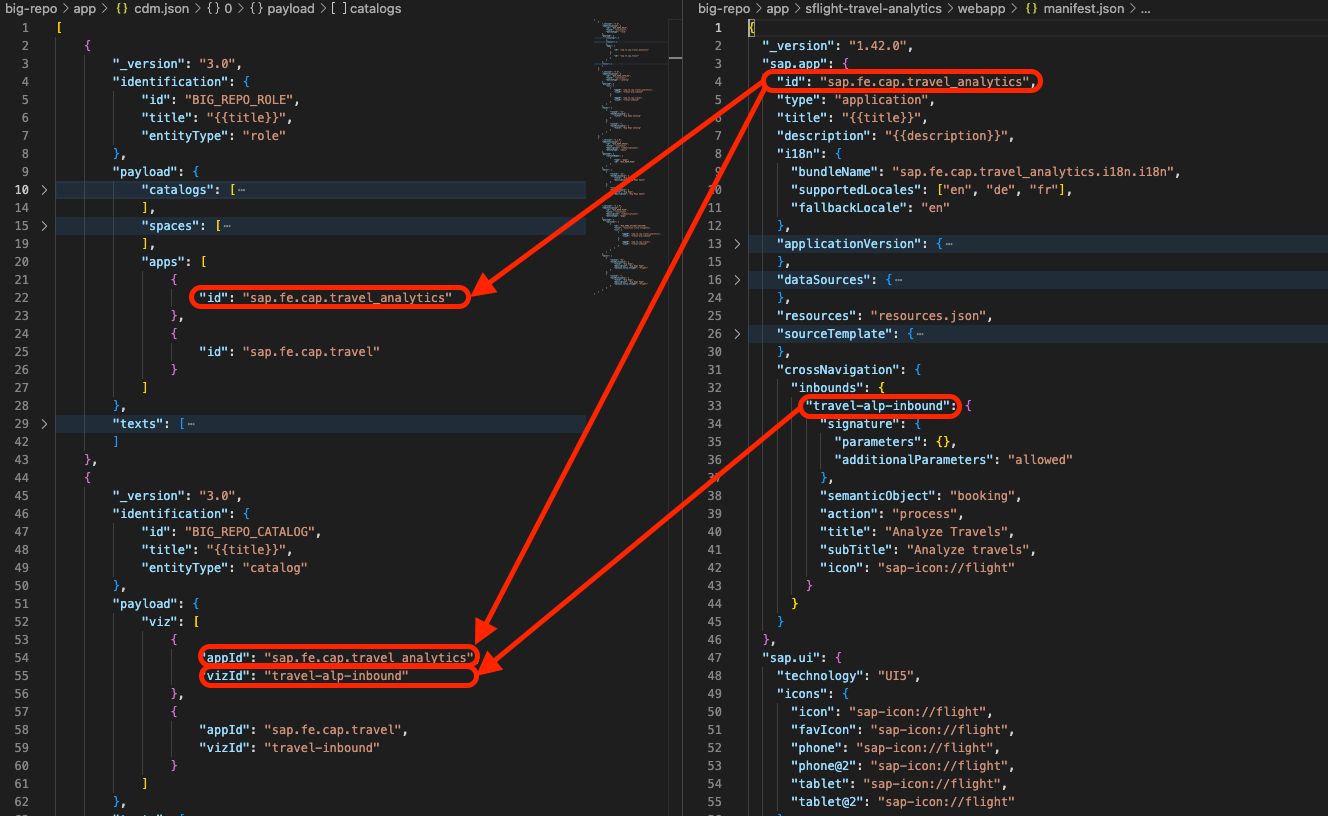 big-repo > app > {} cdm.json > {} 0 > {} payload > [ ] catalogs
1 [
2 {
3 "_version": "3.0",
4 "identification": {
5 "id": "BIG_REPO_ROLE",
6 "title": "{{title}}",
7 "entityType": "role"
8 },
9 "payload": {
10 > "catalogs": [⋯
14 ],
15 > "spaces": [⋯
19 ],
20 "apps": [
21 {
22 "id": "sap.fe.cap.travel_analytics"
23 },
24 {
25 "id": "sap.fe.cap.travel"
26 }
27 ]
28 },
29 > "texts": [⋯
42 ]
43 },
44 {
45 "_version": "3.0",
46 "identification": {
47 "id": "BIG_REPO_CATALOG",
48 "title": "{{title}}",
49 "entityType": "catalog"
50 },
51 "payload": {
52 "viz": [
53 {
54 "appId": "sap.fe.cap.travel_analytics"
55 "vizId": "travel-alp-inbound"
56 },
57 {
58 "appId": "sap.fe.cap.travel",
59 "vizId": "travel-inbound"
60 }
61 ]
62 },
big-repo > app > sflight-travel-analytics > webapp > {} manifest.json > ...
1 {
2 "_version": "1.42.0",
3 "sap.app": {
4 "id": "sap.fe.cap.travel_analytics",
5 "type": "application",
6 "title": "{{title}}",
7 "description": "{{description}}",
8 "i18n": {
9 "bundleName": "sap.fe.cap.travel_analytics.i18n.i18n",
10 "supportedLocales": ["en", "de", "fr"],
11 "fallbackLocale": "en"
12 },
13 > "applicationVersion": {⋯
15 },
16 > "dataSources": {⋯
24 },
25 "resources": "resources.json",
26 > "sourceTemplate": {⋯
30 },
31 "crossNavigation": {
32 "inbounds": {
33 "travel-alp-inbound": {
34 "signature": {
35 "parameters": {},
36 "additionalParameters": "allowed"
37 },
38 "semanticObject": "booking",
39 "action": "process",
40 "title": "Analyze Travels",
41 "subTitle": "Analyze travels",
42 "icon": "sap-icon://flight"
43 }
44 }
45 }
46 },
47 "sap.ui": {
48 "technology": "UI5",
49 "icons": {
50 "icon": "sap-icon://flight",
51 "favIcon": "sap-icon://flight",
52 "phone": "sap-icon://flight",
53 "phone@2": "sap-icon://flight",
54 "tablet": "sap-icon://flight",
55 "tablet@2": "sap-icon://flight"